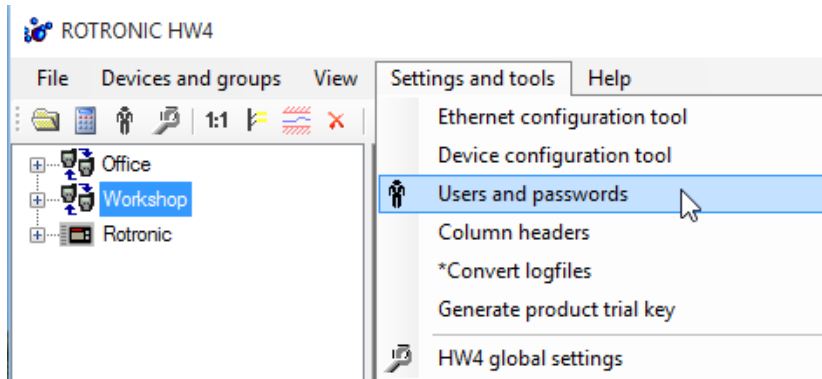 ROTRONIC HW4
File Devices and groups View Settings and tools Help
1:1
Office
Workshop
Rotronic
Ethernet configuration tool
Device configuration tool
Users and passwords
Column headers
*Convert logfiles
Generate product trial key
HW4 global settings